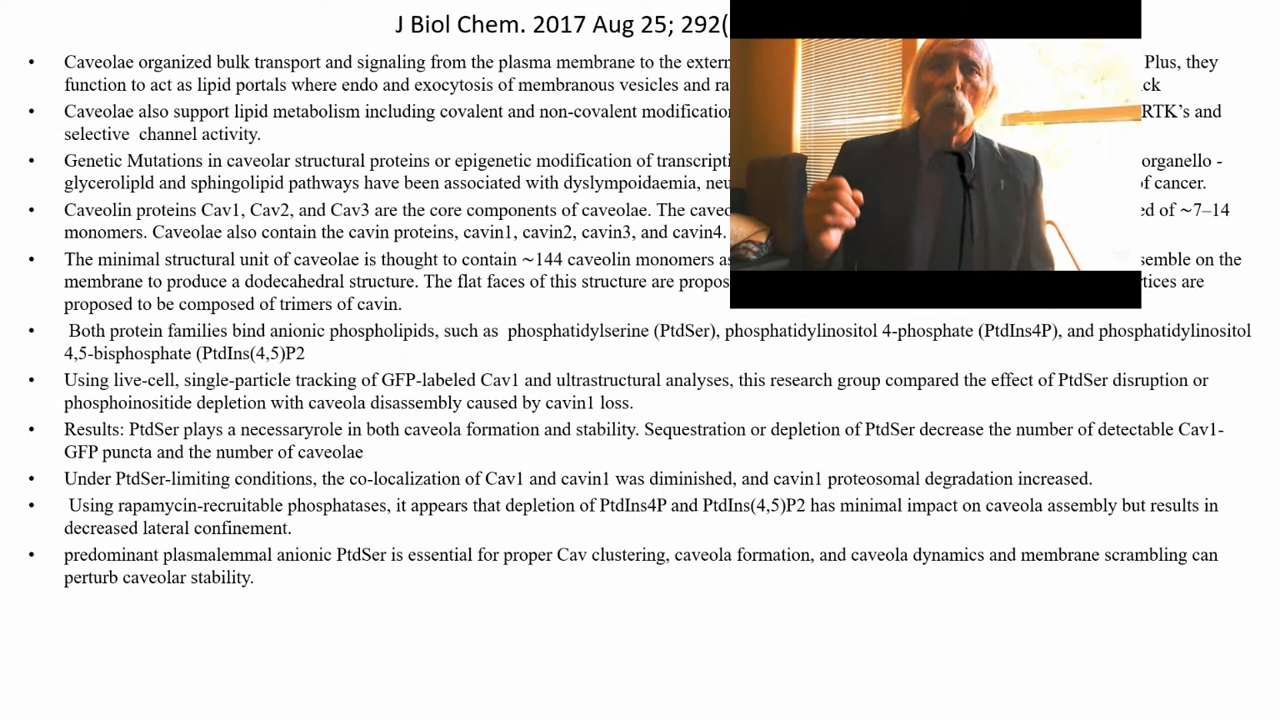 J Biol Chem. 2017 Aug 25; 292(
• Caveolae organized bulk transport and signaling from the plasma membrane to the extern Plus, they
function to act as lipid portals where endo and exocytosis of membranous vesicles and ra ck
• Caveolae also support lipid metabolism including covalent and non-covalent modification RTK’s and
selective channel activity.
• Genetic Mutations in caveolar structural proteins or epigenetic modification of transcripti organello -
glycerolipld and sphingolipid pathways have been associated with dyslympoidaemia, neu of cancer.
• Caveolin proteins Cav1, Cav2, and Cav3 are the core components of caveolae. The caveo ed of ∼7–14
monomers. Caveolae also contain the cavin proteins, cavin1, cavin2, cavin3, and cavin4.
• The minimal structural unit of caveolae is thought to contain ∼144 caveolin monomers as semble on the
membrane to produce a dodecahedral structure. The flat faces of this structure are propos tices are
proposed to be composed of trimers of cavin.
• Both protein families bind anionic phospholipids, such as phosphatidylserine (PtdSer), phosphatidylinositol 4-phosphate (PtdIns4P), and phosphatidylinositol
4,5-bisphosphate (PtdIns(4,5)P2
• Using live-cell, single-particle tracking of GFP-labeled Cav1 and ultrastructural analyses, this research group compared the effect of PtdSer disruption or
phosphoinositide depletion with caveola disassembly caused by cavin1 loss.
• Results: PtdSer plays a necessaryrole in both caveola formation and stability. Sequestration or depletion of PtdSer decrease the number of detectable Cav1-
GFP puncta and the number of caveolae
• Under PtdSer-limiting conditions, the co-localization of Cav1 and cavin1 was diminished, and cavin1 proteosomal degradation increased.
• Using rapamycin-recruitable phosphatases, it appears that depletion of PtdIns4P and PtdIns(4,5)P2 has minimal impact on caveola assembly but results in
decreased lateral confinement.
• predominant plasmalemmal anionic PtdSer is essential for proper Cav clustering, caveola formation, and caveola dynamics and membrane scrambling can
perturb caveolar stability.